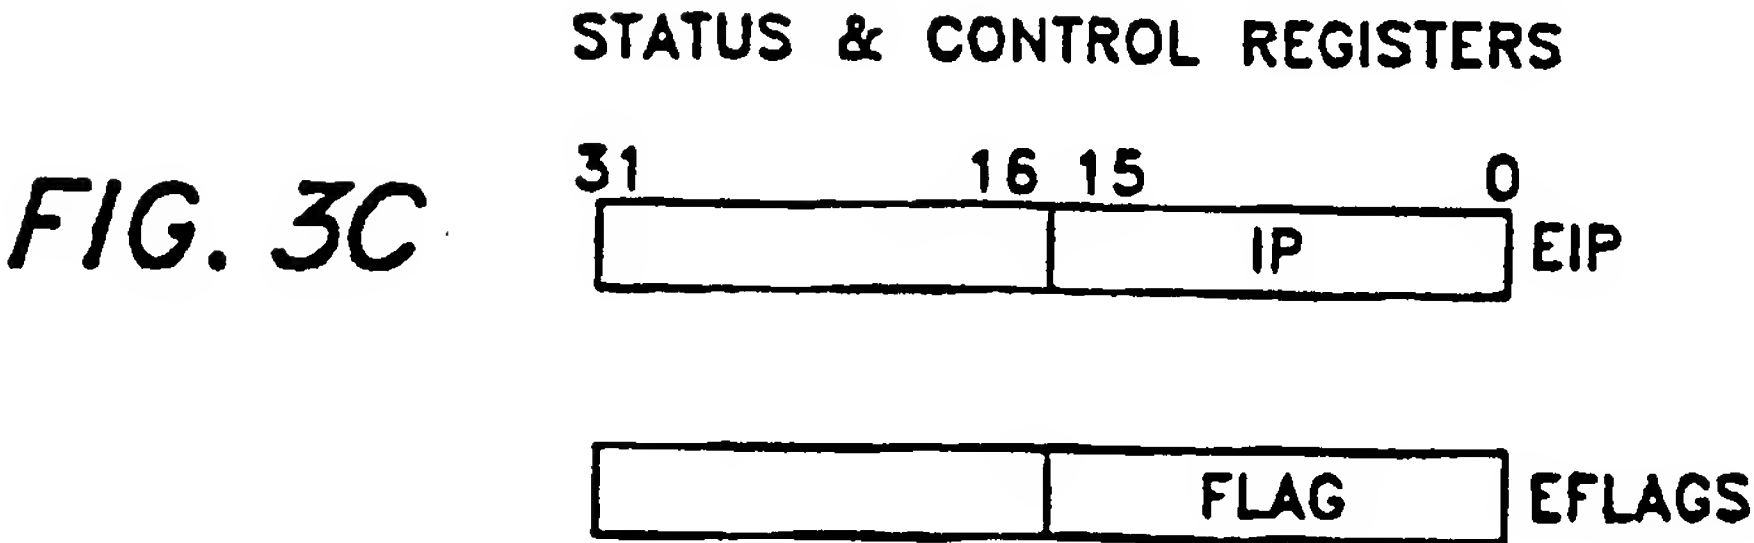 STATUS & CONTROL REGISTERS
FIG. 3C
31 16 15 0
IP EIP
FLAG EFLAGS